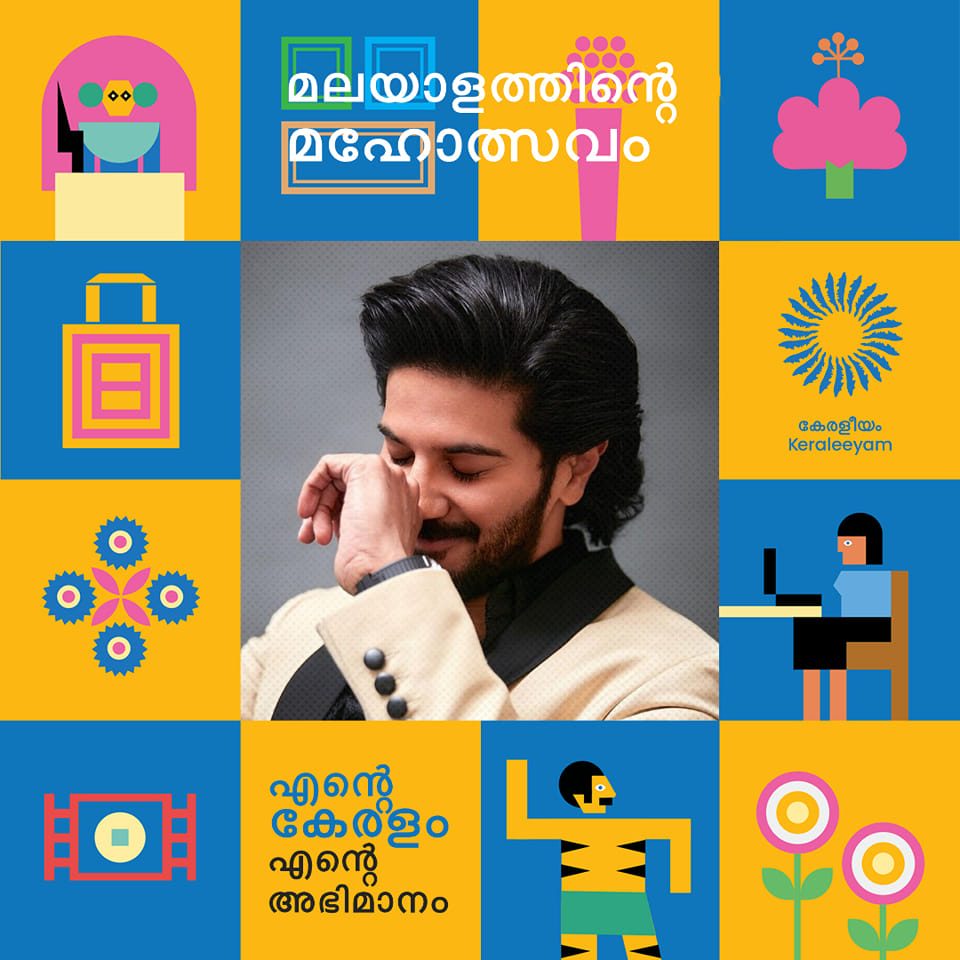 മലയാളത്തിന്റെ
മഹോത്സവം
കേരളീയം
Keraleeyam
എന്റെ
കേരളം
എന്റെ
അഭിമാനം